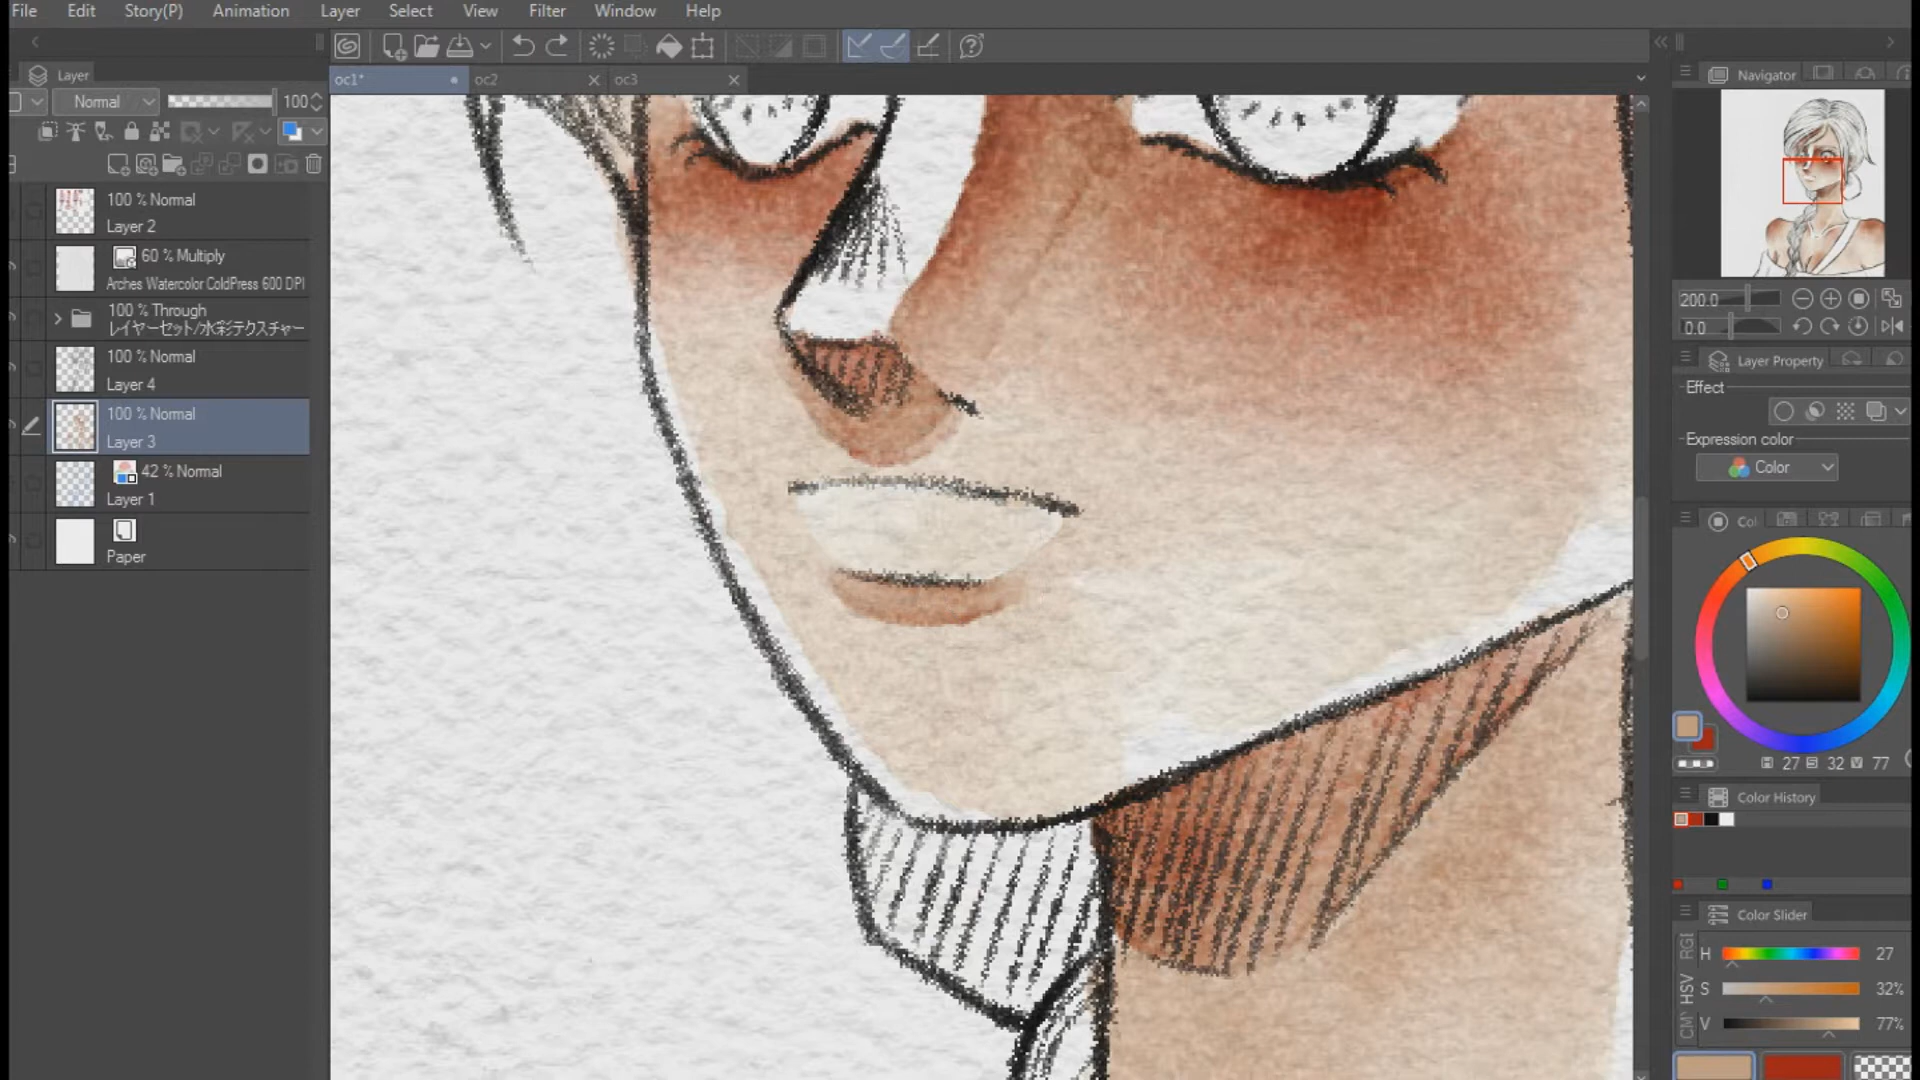 File Edit Story(P) Animation Layer Select View Filter Window Help
Layer
oc1* oc2 oc3
Navigator
Normal 100
100 % Normal
Layer 2
60 % Multiply
Arches Watercolor ColdPress 600 DPI
100 % Through
レイヤーセット/水彩テクスチャー
100 % Normal
Layer 4
100 % Normal
Layer 3
42 % Normal
Layer 1
Paper
200.0
0.0
Layer Property
Effect
Expression color
Color
Col
H 27 S 32 V 77
Color History
Color Slider
RGB
HSV
H 27
S 32%
V 77%